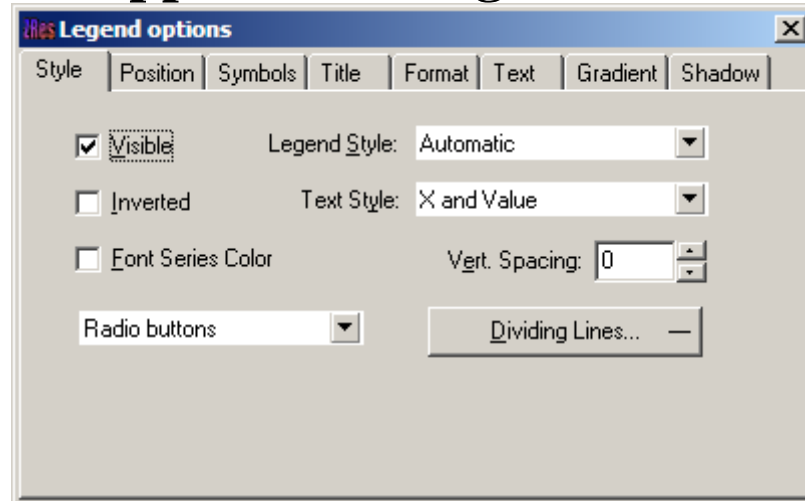 iRes Legend options
Style Position Symbols Title Format Text Gradient Shadow
Visible Legend Style: Automatic
Inverted Text Style: X and Value
Font Series Color Vert. Spacing: 0
Radio buttons Dividing Lines...